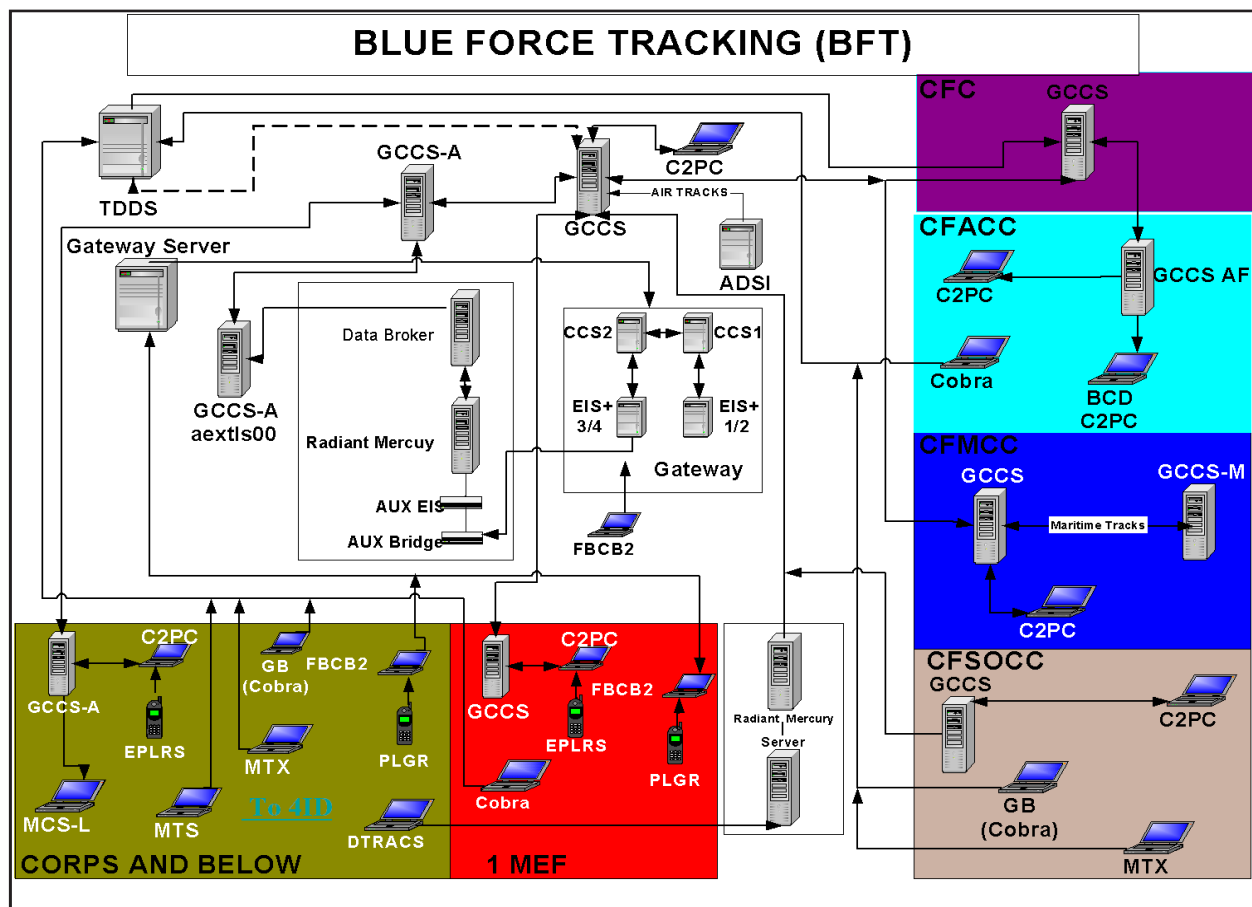 BLUE FORCE TRACKING (BFT)
TDDS
GCCS-A
GCCS
C2PC
AIR TRACKS
ADSI
Gateway Server
GCCS-A
aextls00
Data Broker
Radiant Mercuy
AUX EIS
AUX Bridge
CCS2
CCS1
EIS+
3/4
EIS+
1/2
Gateway
FBCB2
CFC
GCCS
CFACC
C2PC
GCCS AF
Cobra
BCD
C2PC
CFMCC
GCCS
GCCS-M
Maritime Tracks
C2PC
CFSOCC
GCCS
C2PC
GB
(Cobra)
MTX
C2PC
GCCS-A
EPLRS
GB
(Cobra)
FBCB2
MTX
PLGR
MCS-L
MTS
To 4ID
DTRACS
CORPS AND BELOW
C2PC
GCCS
EPLRS
FBCB2
PLGR
Cobra
1 MEF
Radiant Mercury
Server